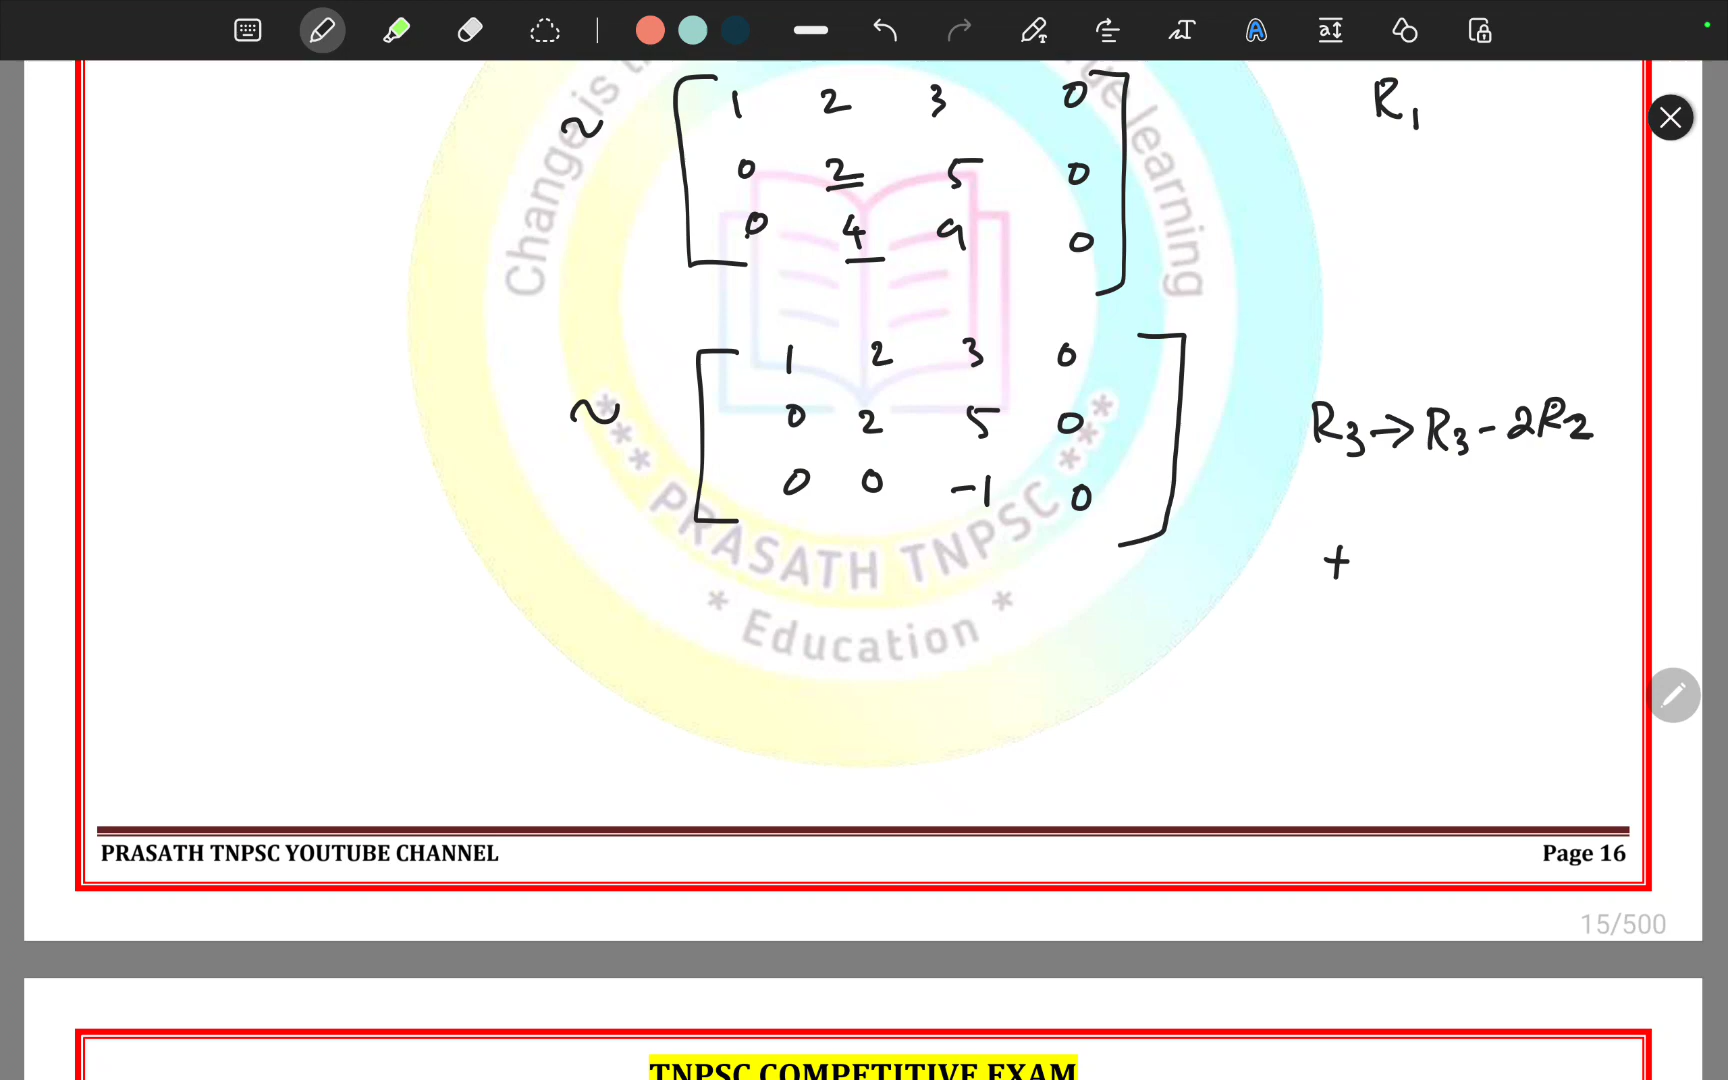 Change is t
ue learning
~ 1 2 3 0 R1
0 2 5 0
0 4 9 0
~ 1 2 3 0
0 2 5 0 R3→R3-2R2
0 0 -1 0
+
*** PRASATH TNPSC ***
* Education *
PRASATH TNPSC YOUTUBE CHANNEL Page 16
15/500
TNPSC COMPETITIVE EXAM